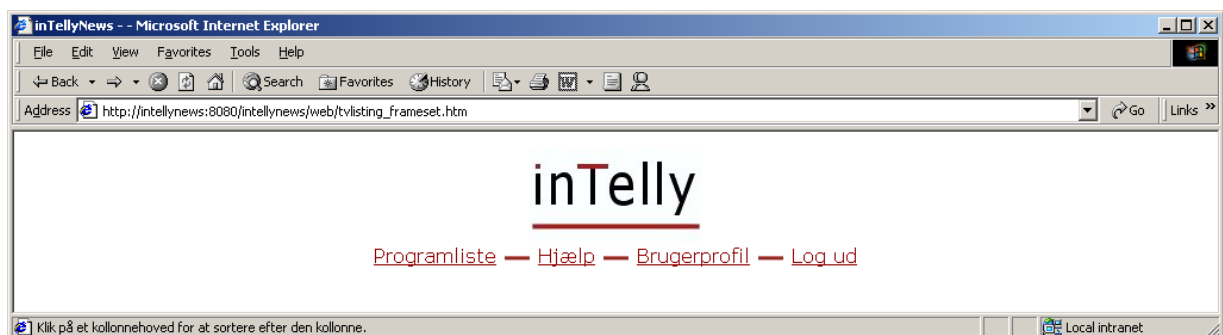 inTellyNews - - Microsoft Internet Explorer
File Edit View Favorites Tools Help
Back Search Favorites History
Address http://intellynews:8080/intellynews/web/tvlisting_frameset.htm Go Links »
inTelly
Programliste — Hjælp — Brugerprofil — Log ud
Klik på et kollonnehoved for at sortere efter den kollonne. Local intranet